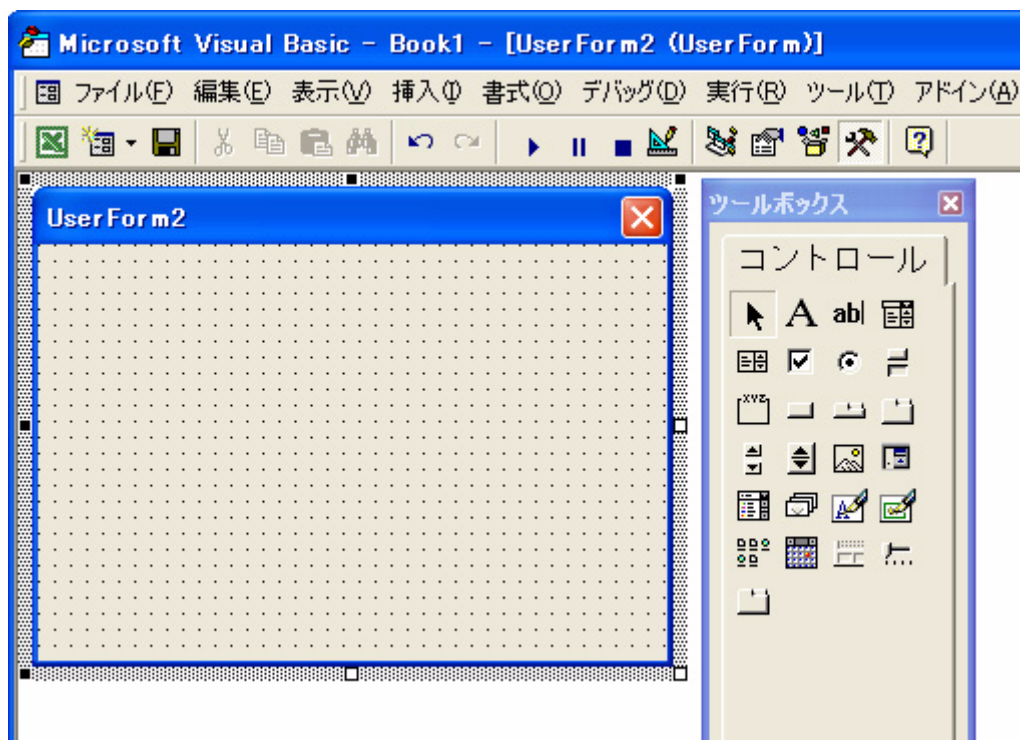 Microsoft Visual Basic - Book1 - [UserForm2 (UserForm)]
ファイル(F) 編集(E) 表示(V) 挿入(I) 書式(O) デバッグ(D) 実行(R) ツール(T) アドイン(A)
UserForm2
ツールボックス
コントロール
A ab|
XYZ